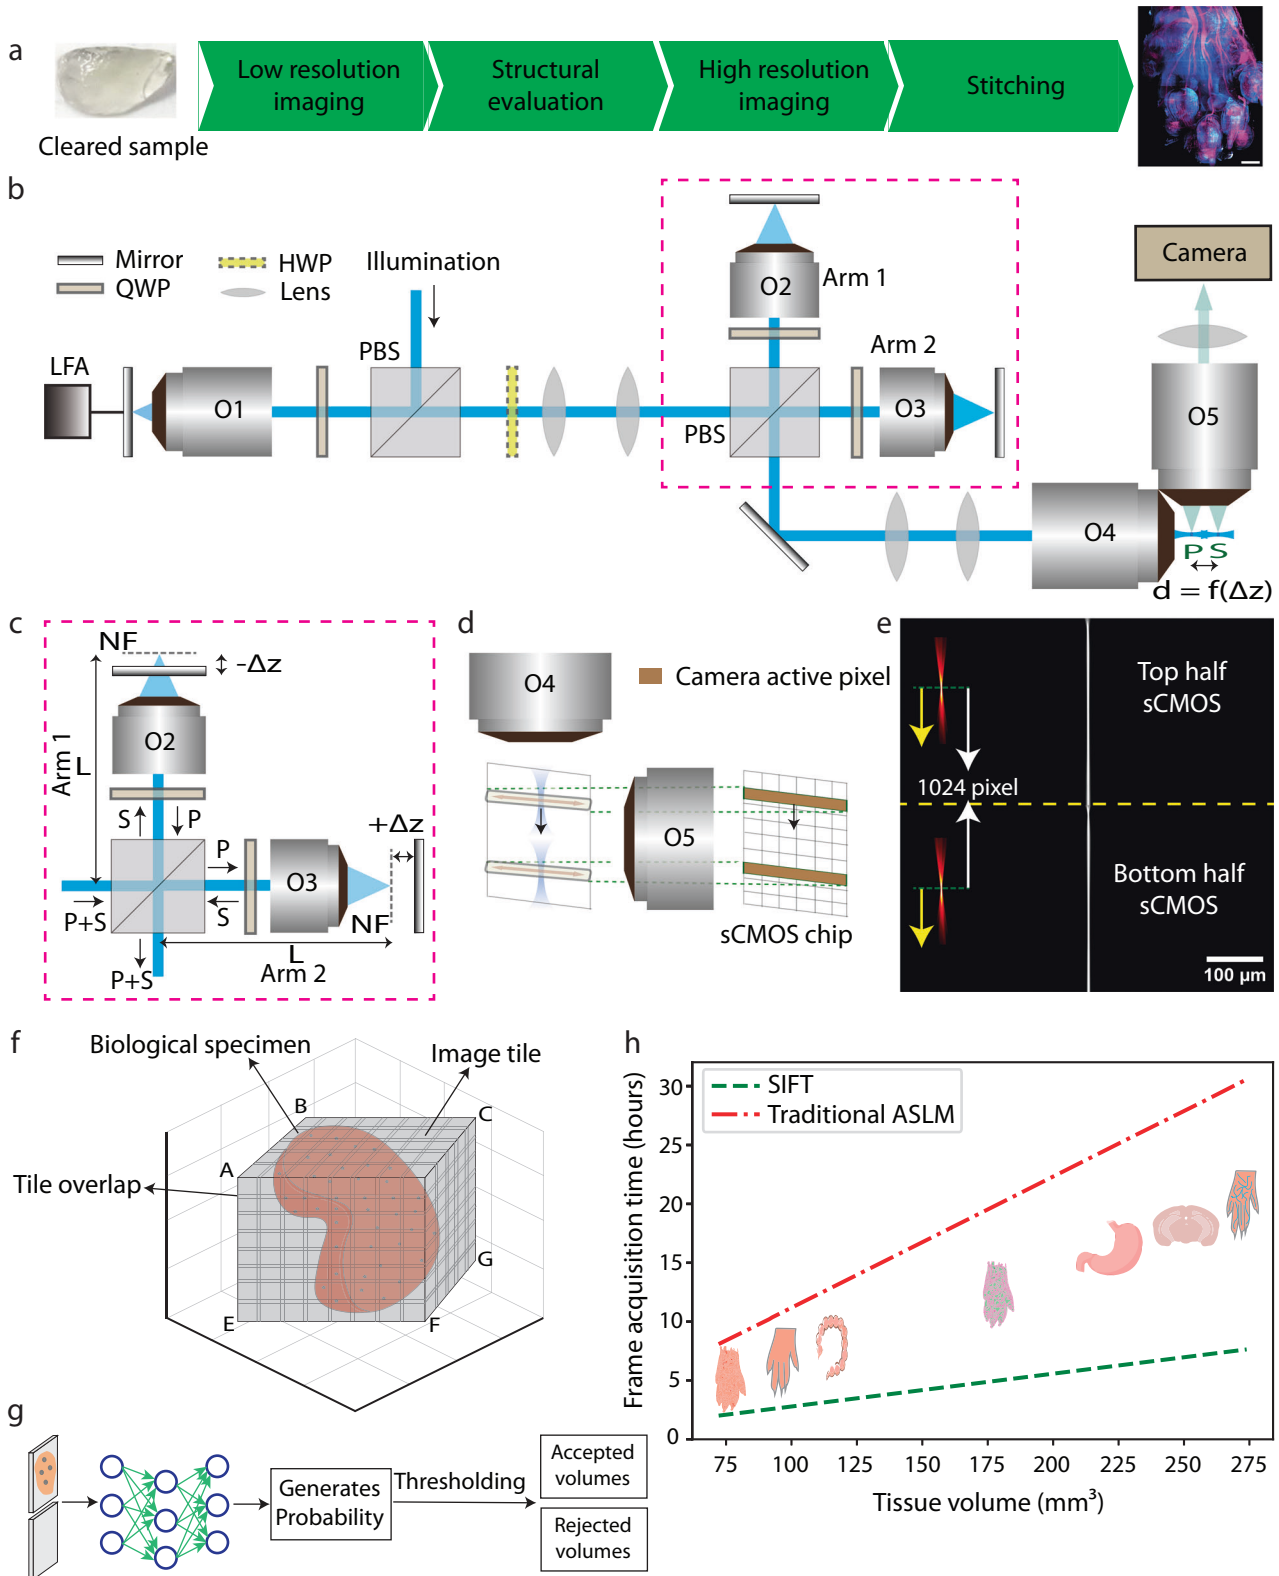 a
Cleared sample
Low resolution
imaging
Structural
evaluation
High resolution
imaging
Stitching
b
Mirror
HWP
QWP
Lens
Illumination
LFA
PBS
O1
O2
Arm 1
Arm 2
O3
PBS
O4
O5
Camera
P S
d = f(Δz)
c
NF
-Δz
Arm 1
L
O2
S
P
P
+Δz
O3
P+S
S
NF
L
Arm 2
P+S
d
O4
Camera active pixel
O5
sCMOS chip
e
Top half
sCMOS
1024 pixel
Bottom half
sCMOS
100 µm
f
Biological specimen
Image tile
B
C
A
Tile overlap
G
E
F
g
Generates
Probability
Thresholding
Accepted
volumes
Rejected
volumes
h
SIFT
Traditional ASLM
Frame acquisition time (hours)
30
25
20
15
10
5
0
75 100 125 150 175 200 225 250 275
Tissue volume (mm³)